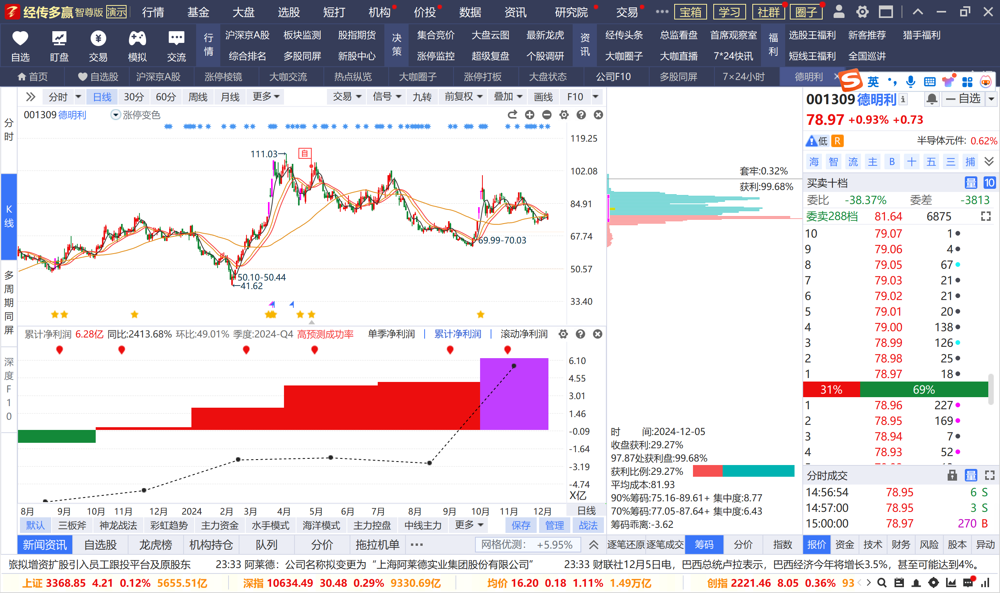 经传多赢 智尊版 演示 行情 基金 大盘 选股 短打 机构 价投 数据 资讯 研究院 交易 宝箱 学习 社群 圈子
自选 盯盘 交易 模拟 交流
行情 沪深京A股 板块监测 股指期货 决策 集合竞价 大盘云图 最新龙虎 资讯 经传头条 总监看盘 首席观察室 福利 选股王福利 新客推荐 猎手福利
综合排名 多股同屏 新股中心 涨停监控 超级复盘 个股调研 大咖圈子 大咖直播 7*24快讯 短线王福利 全国巡讲
首页 自选股 沪深京A股 涨停棱镜 大咖交流 热点纵览 大咖圈子 涨停打板 大盘状态 公司F10 多股同屏 7×24小时 德明利
英
分时
K线
多周期同屏
深度F10
分时 日线 30分 60分 周线 月线 更多 交易 信号 九转 前复权 叠加 画线 F10
001309 德明利 涨停变色
119.25
111.03→
自
102.08
84.91
67.74
69.99-70.03
50.57
50.10-50.44
←41.62
33.40
累计净利润 6.28亿 同比:2413.68% 环比:49.01% 季度:2024-Q4 高预测成功率 单季净利润 | 累计净利润 | 滚动净利润
6.10
4.55
3.01
1.46
-0.09
-1.64
-3.19
-4.74
X亿
8月 9月 10月 11月 12月 2024 2月 3月 4月 5月 6月 7月 8月 9月 10月 11月 12月 日线
默认 三板斧 神龙战法 彩虹趋势 主力资金 水手模式 海洋模式 主力控盘 中线主力 更多 保存 管理 战法
新闻资讯 自选股 龙虎榜 机构持仓 队列 分价 拖拉机单 网格优测: +5.95%
套牢:0.32%
获利:99.68%
时 间:2024-12-05
收盘获利:29.27%
97.87处获利盘:99.68%
获利比例:29.27%
平均成本:81.93
90%筹码:75.16-89.61+ 集中度:8.77
70%筹码:77.05-87.64+ 集中度:6.43
筹码乖离:-3.62
逐笔还原 逐笔成交 筹码 分价 指数
001309 德明利 自选
78.97 +0.93% +0.73
低 R 半导体元件: 0.62%
海 智 流 主 B 十 五 三 捕
买卖十档 量 10
委比 -38.37% 委差 -3813
委卖288档 81.64 6875
10 79.07 1
9 79.06 4
8 79.05 67
7 79.03 21
6 79.02 21
5 79.01 20
4 79.00 138
3 78.99 126
2 78.98 25
1 78.97 18
31% 69%
1 78.96 227
2 78.95 169
3 78.94 7
4 78.93 52
分时成交 量
14:56:54 78.95 6 S
14:57:00 78.95 3 S
15:00:00 78.97 270 B
报价 资金 技术 财务 风险 股本 异动
旅拟增资扩股引入员工跟投平台及原股东 23:33 阿莱德：公司名称拟变更为“上海阿莱德实业集团股份有限公司” 23:33 财联社12月5日电，巴西总统卢拉表示，巴西经济今年将增长3.5%，甚至可能达到4%。
上证 3368.85 4.21 0.12% 5655.51亿 深指 10634.49 30.48 0.29% 9330.69亿 均价 16.20 0.18 1.11% 1.49万亿 创指 2221.46 8.05 0.36% 93